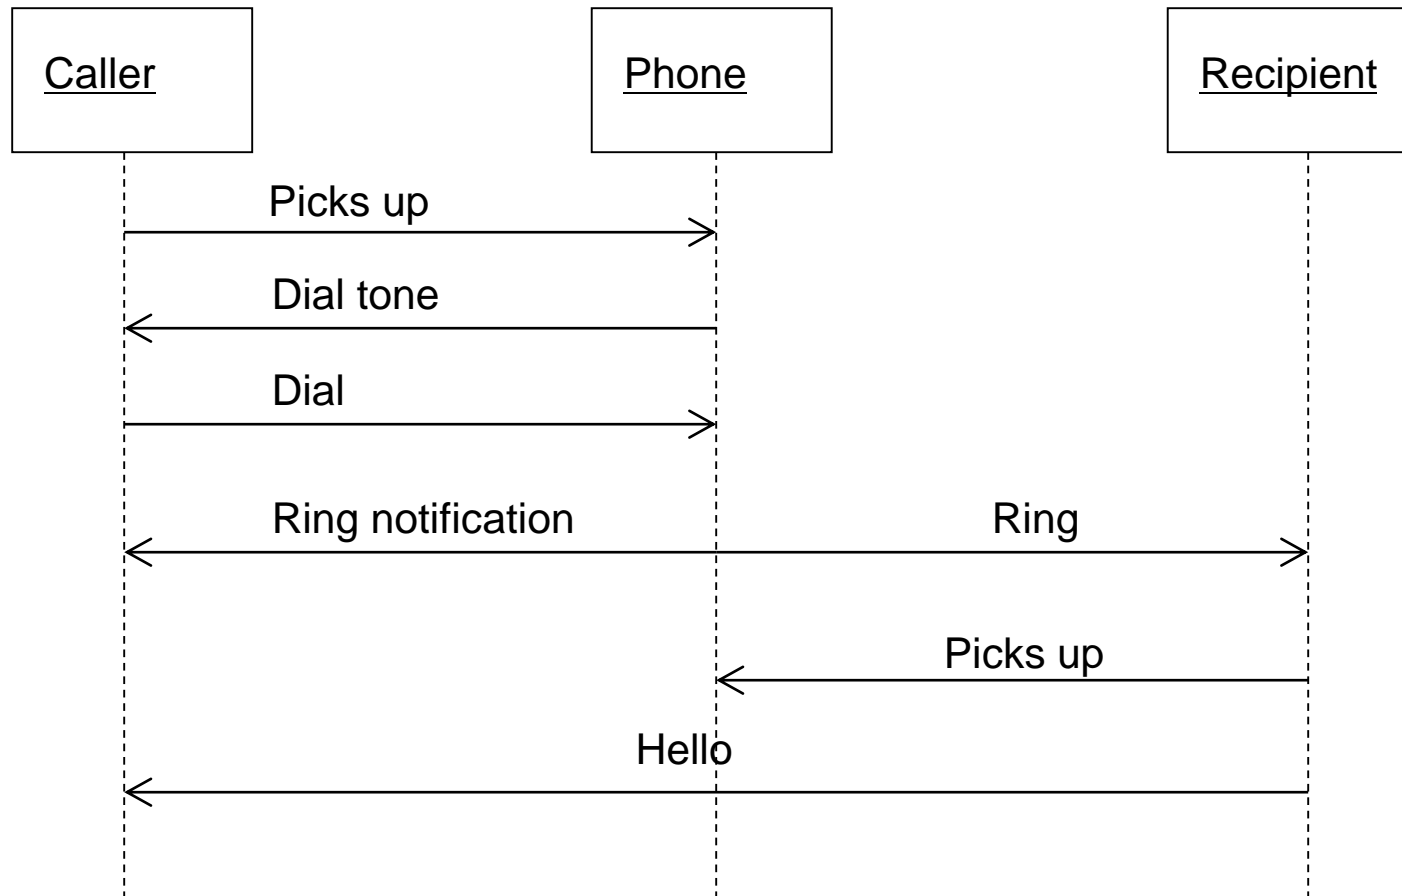 Caller
Phone
Recipient
Picks up
Dial tone
Dial
Ring notification
Ring
Picks up
Hello